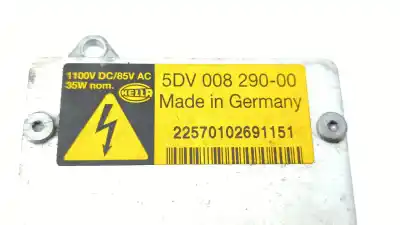 1100V DC/85V AC
35W nom.
HELLA
5DV 008 290-00
Made in Germany
22570102691151